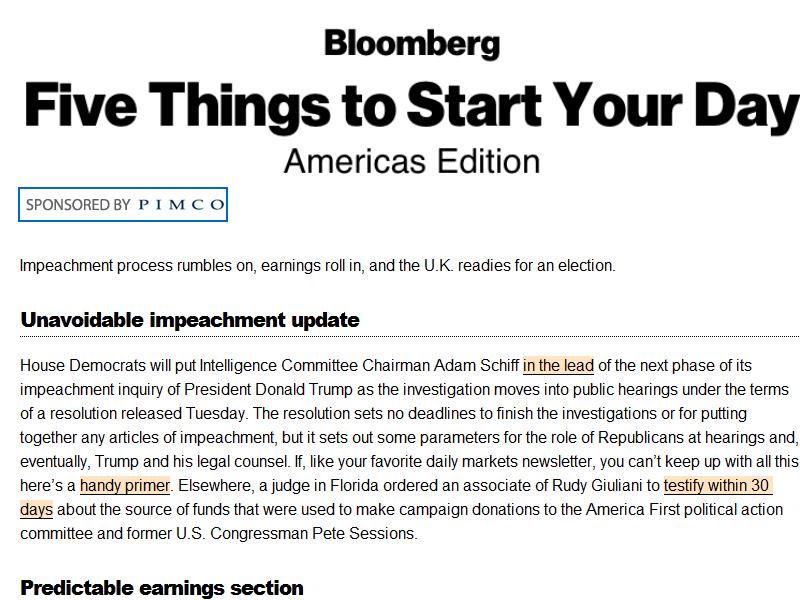 Bloomberg
Five Things to Start Your Day
Americas Edition
SPONSORED BY PIMCO
Impeachment process rumbles on, earnings roll in, and the U.K. readies for an election.
Unavoidable impeachment update
House Democrats will put Intelligence Committee Chairman Adam Schiff in the lead of the next phase of its
impeachment inquiry of President Donald Trump as the investigation moves into public hearings under the terms
of a resolution released Tuesday. The resolution sets no deadlines to finish the investigations or for putting
together any articles of impeachment, but it sets out some parameters for the role of Republicans at hearings and,
eventually, Trump and his legal counsel. If, like your favorite daily markets newsletter, you can't keep up with all this
here's a handy primer. Elsewhere, a judge in Florida ordered an associate of Rudy Giuliani to testify within 30
days about the source of funds that were used to make campaign donations to the America First political action
committee and former U.S. Congressman Pete Sessions.
Predictable earnings section